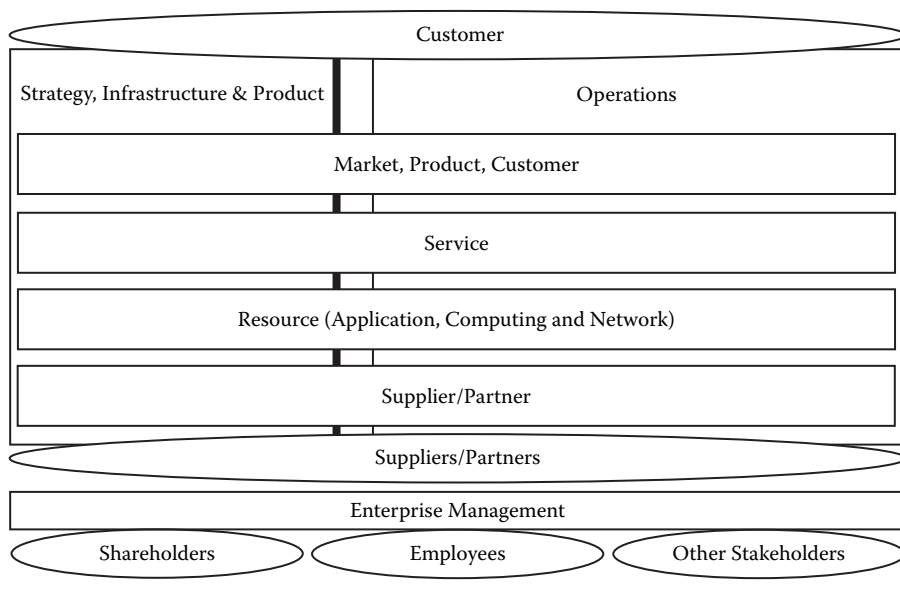 Customer
Strategy, Infrastructure & Product
Operations
Market, Product, Customer
Service
Resource (Application, Computing and Network)
Supplier/Partner
Suppliers/Partners
Enterprise Management
Shareholders
Employees
Other Stakeholders